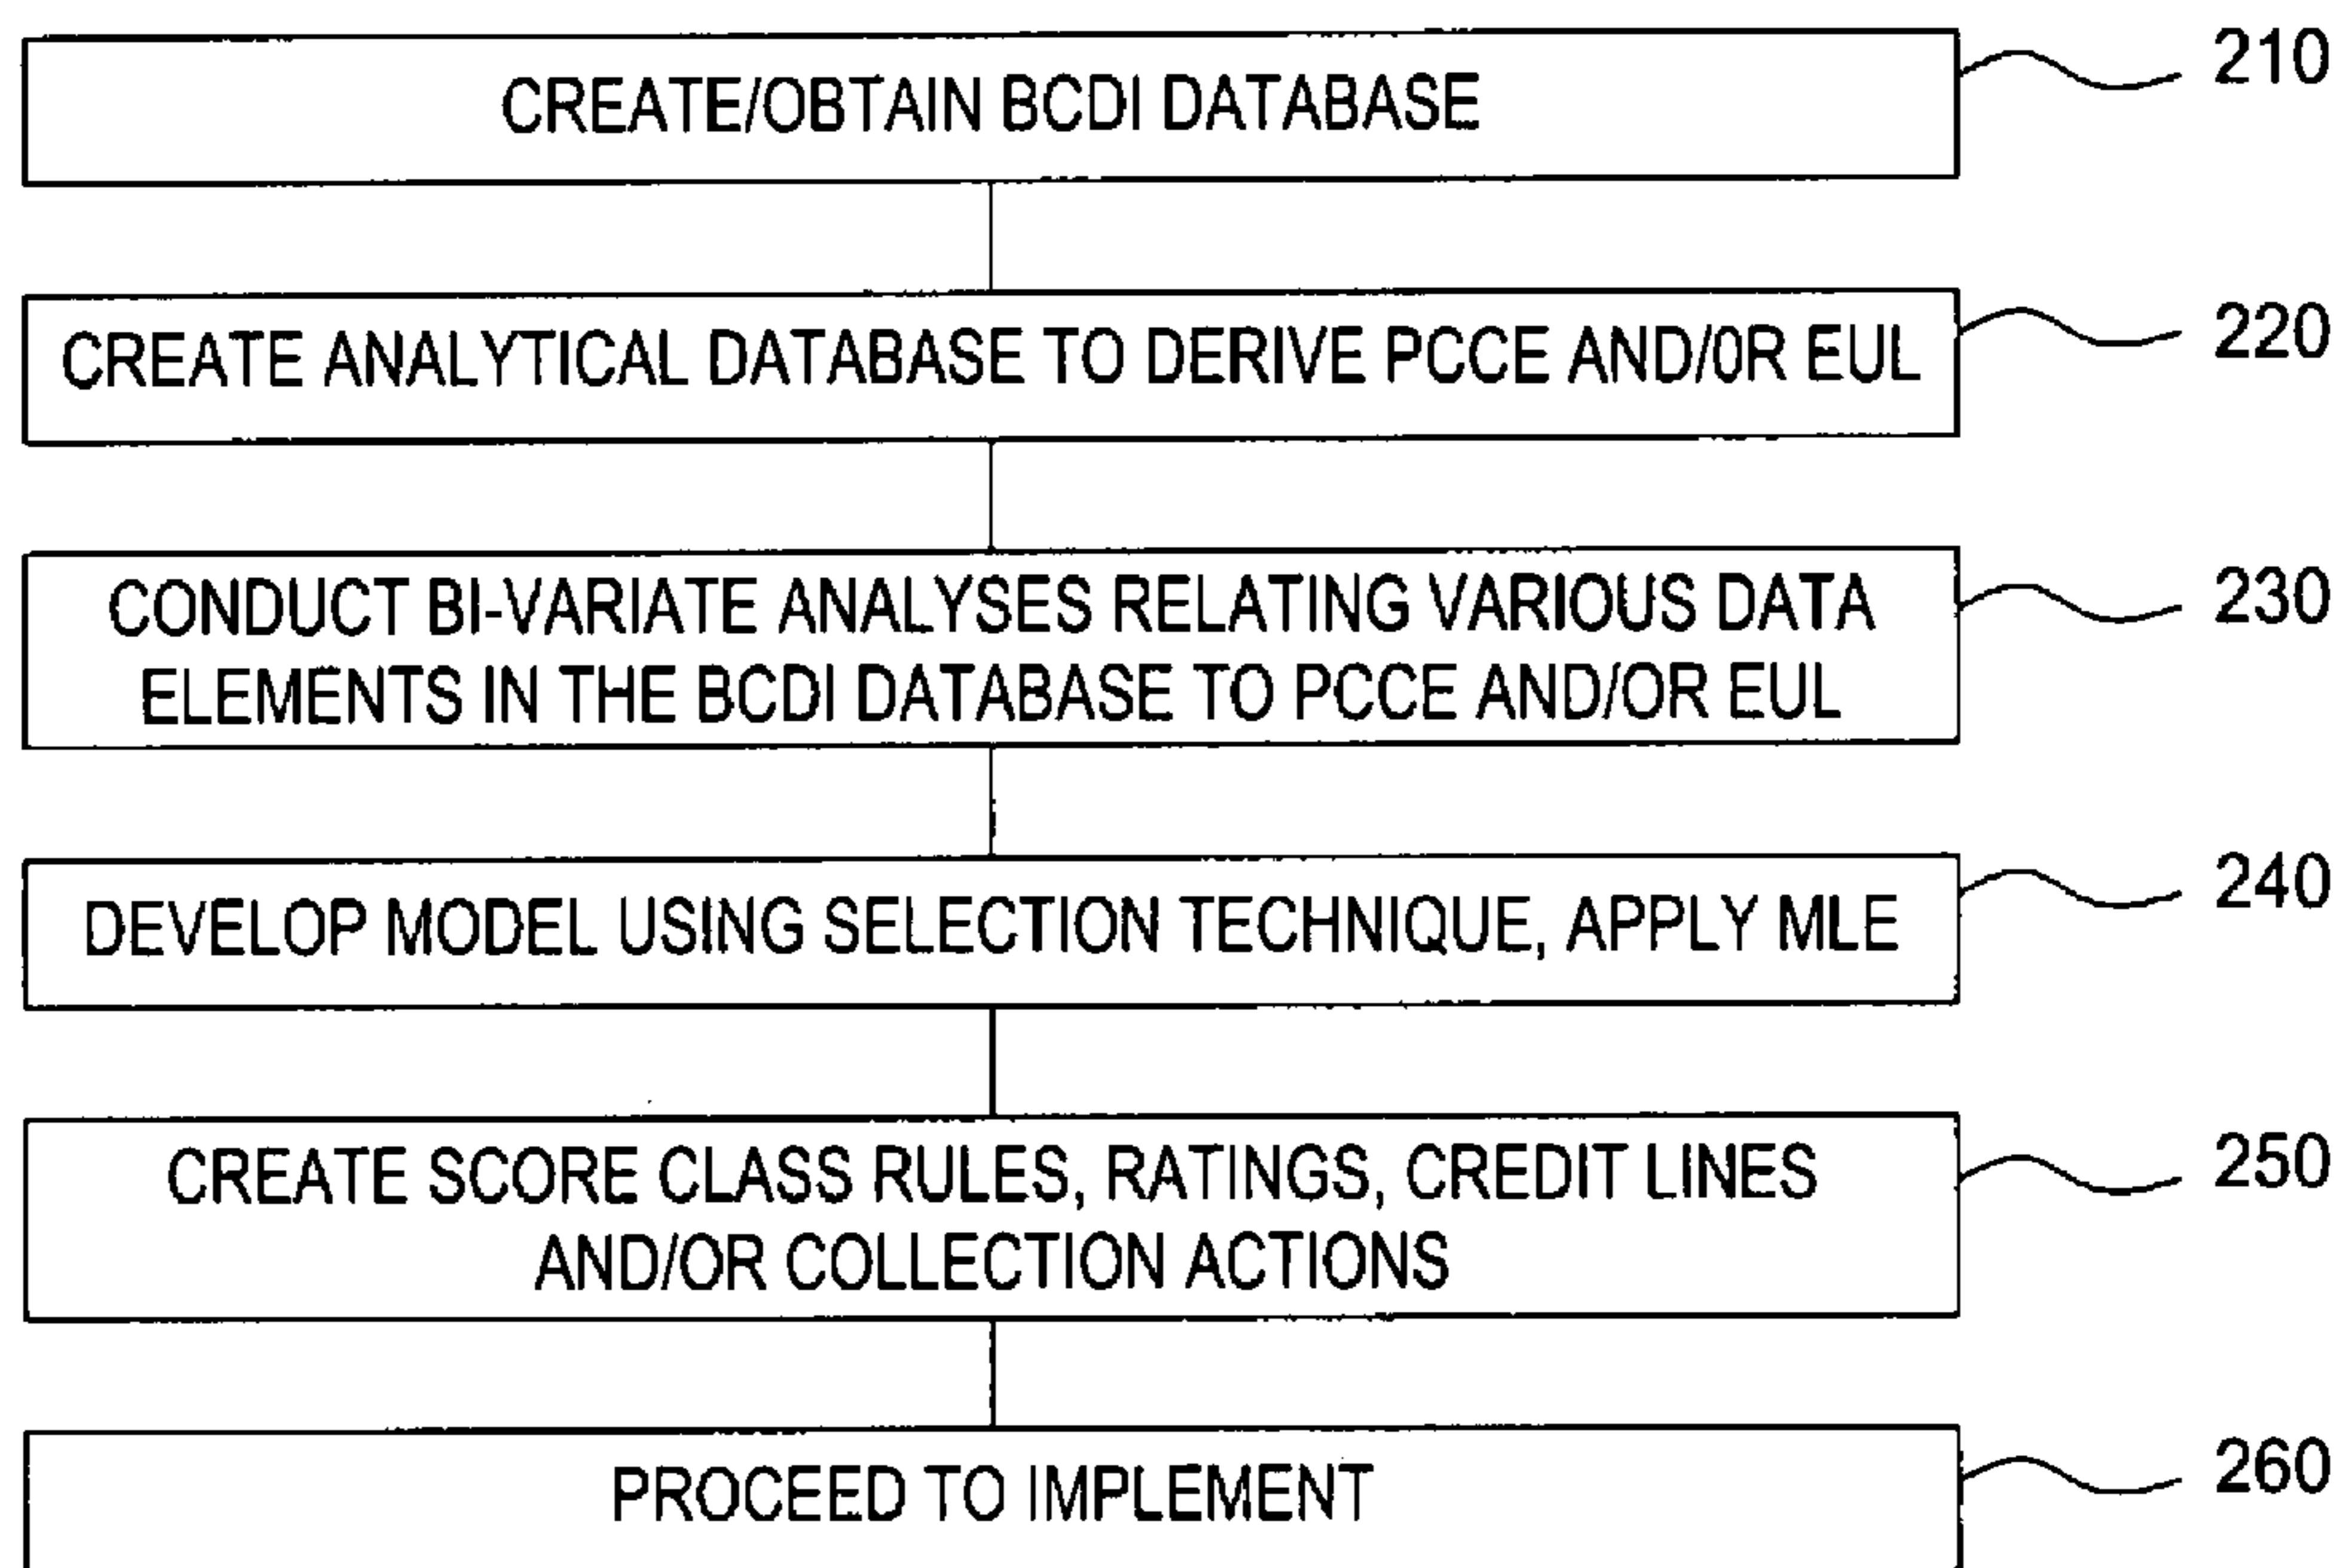 CREATE/OBTAIN BCDI DATABASE
210
CREATE ANALYTICAL DATABASE TO DERIVE PCCE AND/OR EUL
220
CONDUCT BI-VARIATE ANALYSES RELATING VARIOUS DATA
ELEMENTS IN THE BCDI DATABASE TO PCCE AND/OR EUL
230
DEVELOP MODEL USING SELECTION TECHNIQUE, APPLY MLE
240
CREATE SCORE CLASS RULES, RATINGS, CREDIT LINES
AND/OR COLLECTION ACTIONS
250
PROCEED TO IMPLEMENT
260